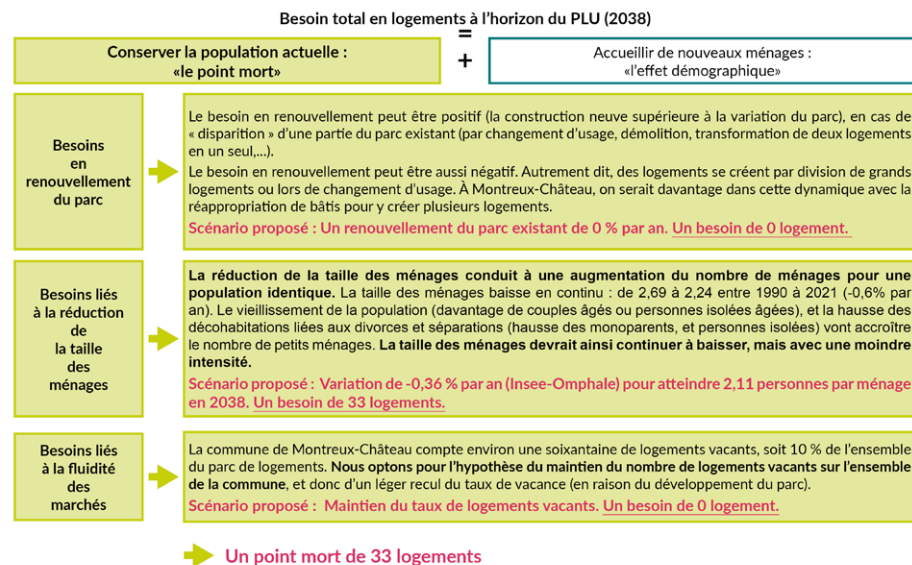 Besoin total en logements à l'horizon du PLU (2038)
=
Conserver la population actuelle :
«le point mort»
+
Accueillir de nouveaux ménages :
«l'effet démographique»
Besoins
en
renouvellement
du parc
Le besoin en renouvellement peut être positif (la construction neuve supérieure à la variation du parc), en cas de
« disparition » d'une partie du parc existant (par changement d'usage, démolition, transformation de deux logements
en un seul,...).
Le besoin en renouvellement peut être aussi négatif. Autrement dit, des logements se créent par division de grands
logements ou lors de changement d'usage. À Montreux-Château, on serait davantage dans cette dynamique avec la
réappropriation de bâtis pour y créer plusieurs logements.
Scénario proposé : Un renouvellement du parc existant de 0 % par an. Un besoin de 0 logement.
Besoins liés
à la réduction
de
la taille
des
ménages
La réduction de la taille des ménages conduit à une augmentation du nombre de ménages pour une
population identique. La taille des ménages baisse en continu : de 2,69 à 2,24 entre 1990 à 2021 (-0,6% par
an). Le vieillissement de la population (davantage de couples âgés ou personnes isolées âgées), et la hausse des
décohabitations liées aux divorces et séparations (hausse des monoparents, et personnes isolées) vont accroître
le nombre de petits ménages. La taille des ménages devrait ainsi continuer à baisser, mais avec une moindre
intensité.
Scénario proposé : Variation de -0,36 % par an (Insee-Omphale) pour atteindre 2,11 personnes par ménage
en 2038. Un besoin de 33 logements.
Besoins liés
à la fluidité
des
marchés
La commune de Montreux-Château compte environ une soixantaine de logements vacants, soit 10 % de l'ensemble
du parc de logements. Nous optons pour l'hypothèse du maintien du nombre de logements vacants sur l'ensemble
de la commune, et donc d'un léger recul du taux de vacance (en raison du développement du parc).
Scénario proposé : Maintien du taux de logements vacants. Un besoin de 0 logement.
Un point mort de 33 logements